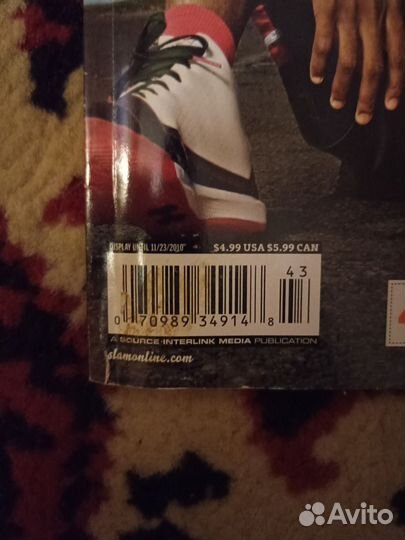 DISPLAY UNTIL 11/23/2010 $4.99 USA $5.99 CAN
43
0 70989 34914 8
A SOURCE INTERLINK MEDIA PUBLICATION
slamonline.com
Avito